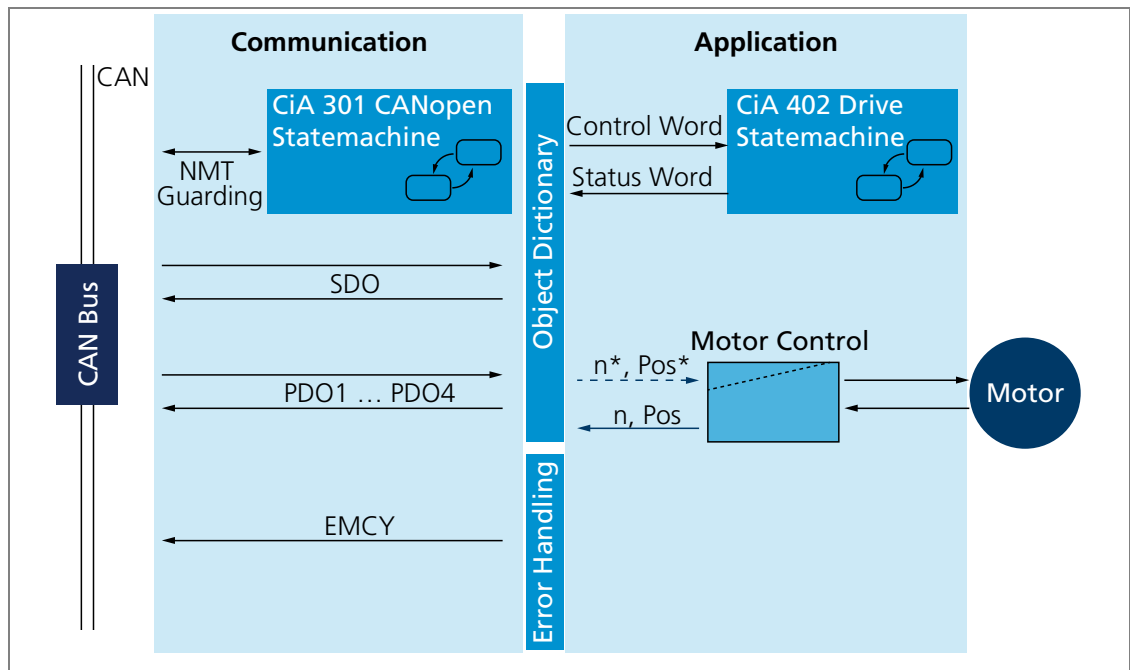 Communication
Application
CAN
CiA 301 CANopen
Statemachine
NMT
Guarding
Control Word
Status Word
CiA 402 Drive
Statemachine
Object Dictionary
CAN Bus
SDO
PDO1 … PDO4
n*, Pos*
n, Pos
Motor Control
Motor
EMCY
Error Handling